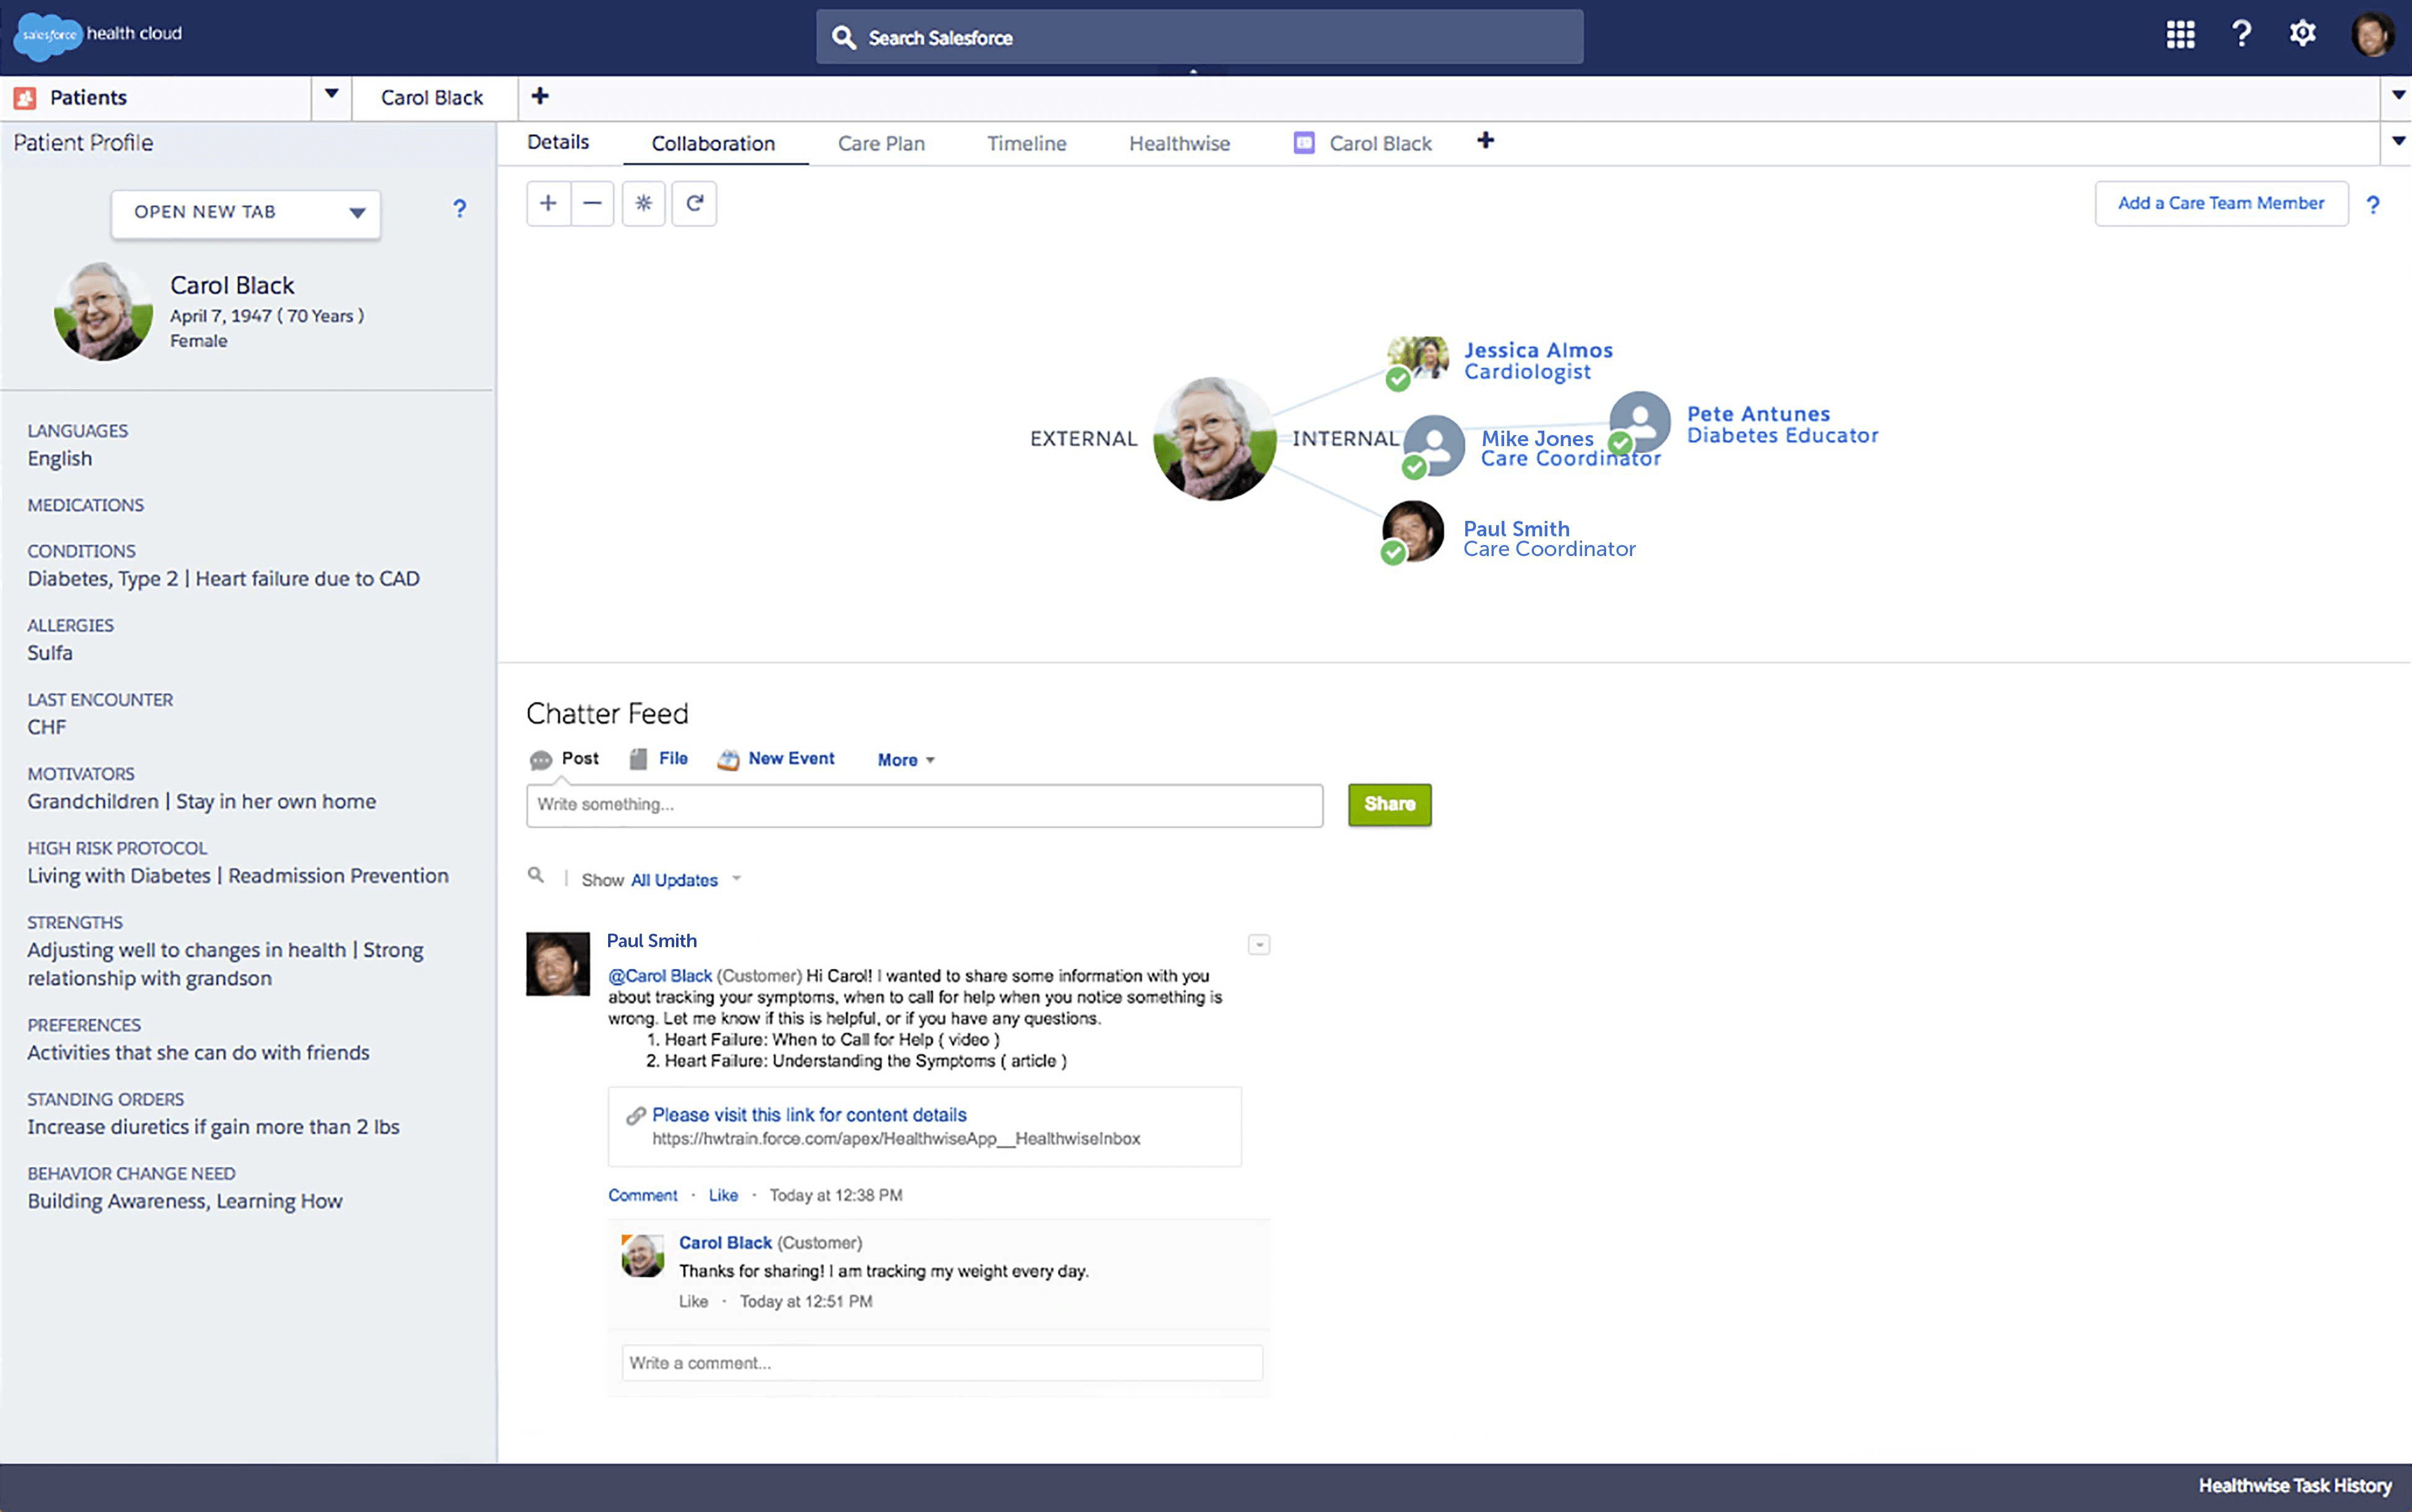 salesforce health cloud
Search Salesforce
Patients
Carol Black
Patient Profile
OPEN NEW TAB
?
Carol Black
April 7, 1947 ( 70 Years )
Female
LANGUAGES
English
MEDICATIONS
CONDITIONS
Diabetes, Type 2 | Heart failure due to CAD
ALLERGIES
Sulfa
LAST ENCOUNTER
CHF
MOTIVATORS
Grandchildren | Stay in her own home
HIGH RISK PROTOCOL
Living with Diabetes | Readmission Prevention
STRENGTHS
Adjusting well to changes in health | Strong
relationship with grandson
PREFERENCES
Activities that she can do with friends
STANDING ORDERS
Increase diuretics if gain more than 2 lbs
BEHAVIOR CHANGE NEED
Building Awareness, Learning How
Details Collaboration Care Plan Timeline Healthwise Carol Black
Add a Care Team Member ?
EXTERNAL
INTERNAL
Jessica Almos
Cardiologist
Mike Jones
Care Coordinator
Pete Antunes
Diabetes Educator
Paul Smith
Care Coordinator
Chatter Feed
Post File New Event More
Write something...
Share
Show All Updates
Paul Smith
@Carol Black (Customer) Hi Carol! I wanted to share some information with you
about tracking your symptoms, when to call for help when you notice something is
wrong. Let me know if this is helpful, or if you have any questions.
1. Heart Failure: When to Call for Help ( video )
2. Heart Failure: Understanding the Symptoms ( article )
Please visit this link for content details
https://hwtrain.force.com/apex/HealthwiseApp__HealthwiseInbox
Comment · Like · Today at 12:38 PM
Carol Black (Customer)
Thanks for sharing! I am tracking my weight every day.
Like · Today at 12:51 PM
Write a comment...
Healthwise Task History